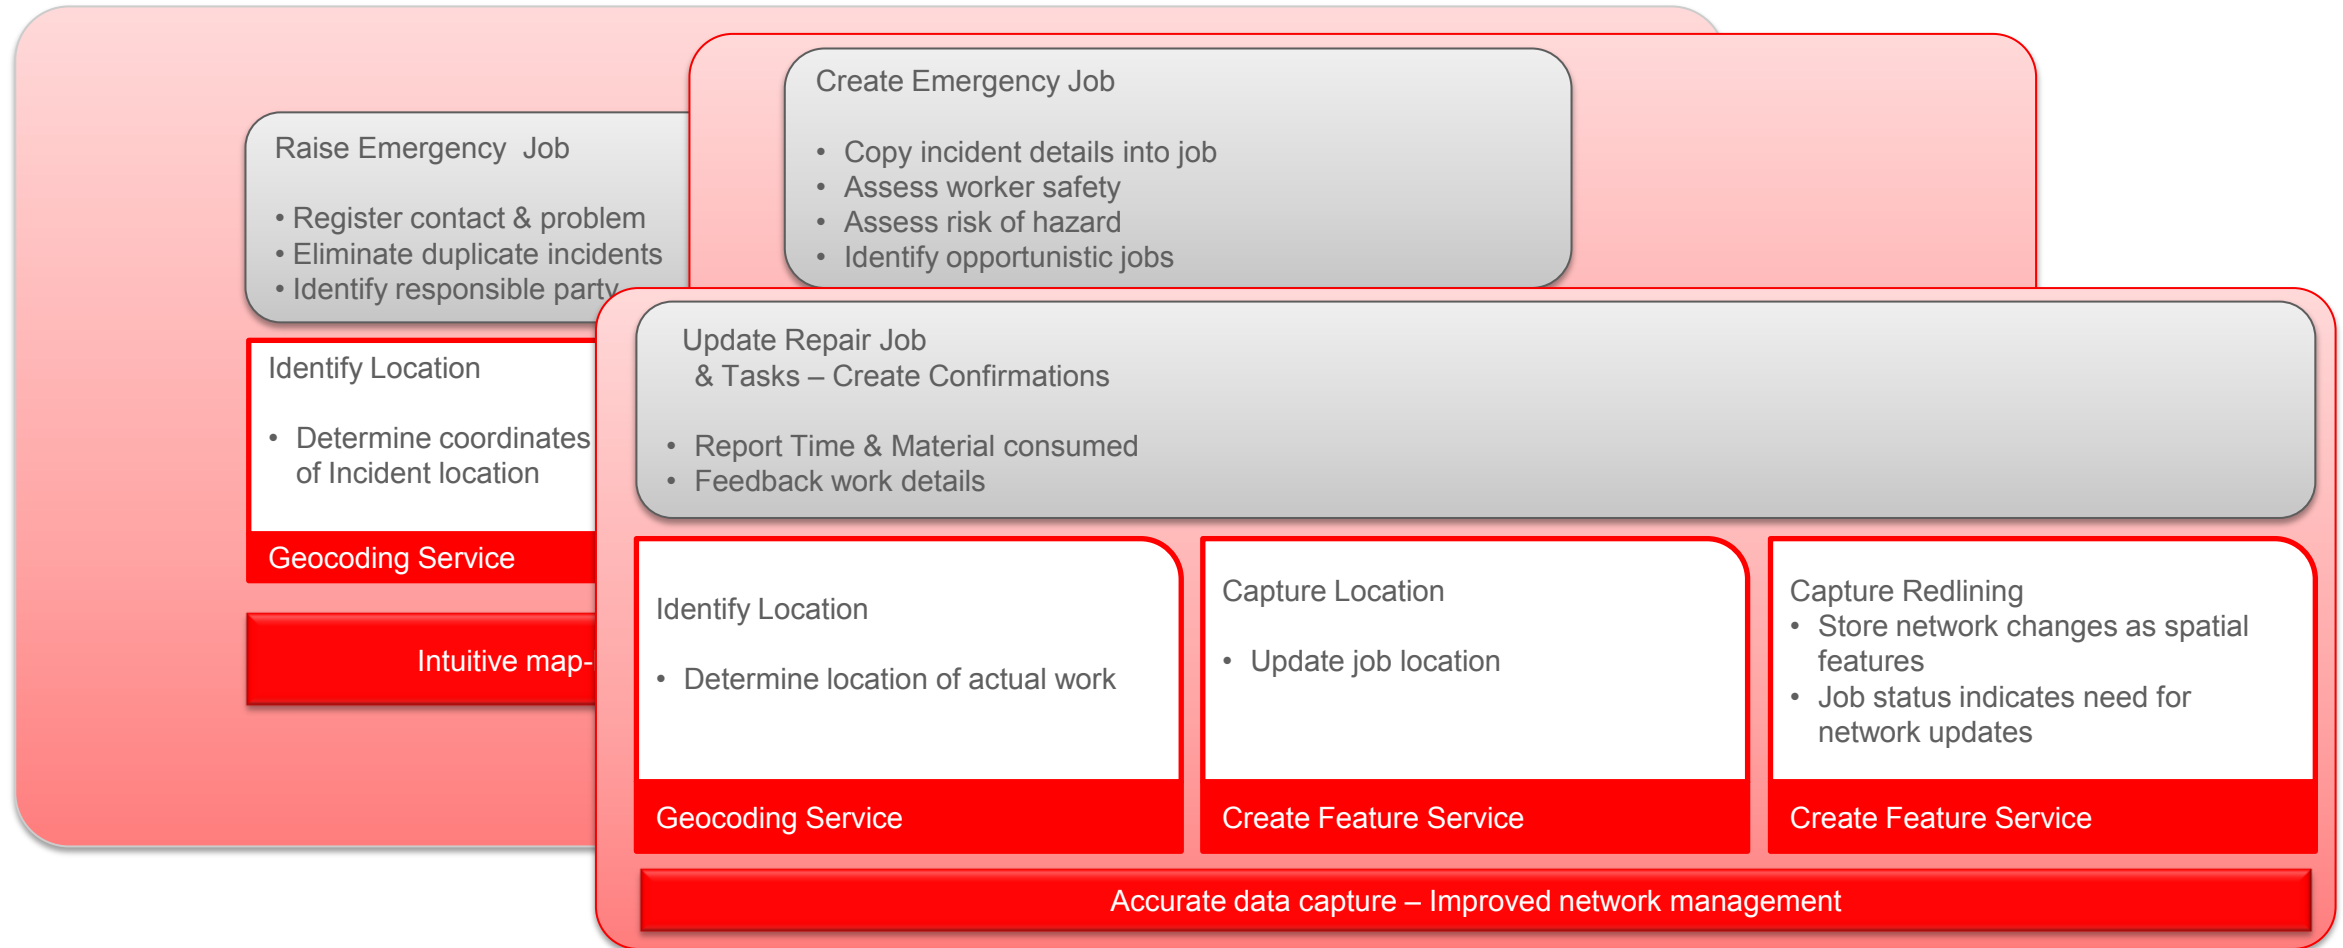 Create Emergency Job
• Copy incident details into job
• Assess worker safety
• Assess risk of hazard
• Identify opportunistic jobs
Raise Emergency Job
• Register contact & problem
• Eliminate duplicate incidents
• Identify responsible party
Identify Location
• Determine coordinates
of Incident location
Geocoding Service
Intuitive map-
Update Repair Job
& Tasks – Create Confirmations
• Report Time & Material consumed
• Feedback work details
Identify Location
• Determine location of actual work
Geocoding Service
Capture Location
• Update job location
Create Feature Service
Capture Redlining
• Store network changes as spatial
features
• Job status indicates need for
network updates
Create Feature Service
Accurate data capture – Improved network management